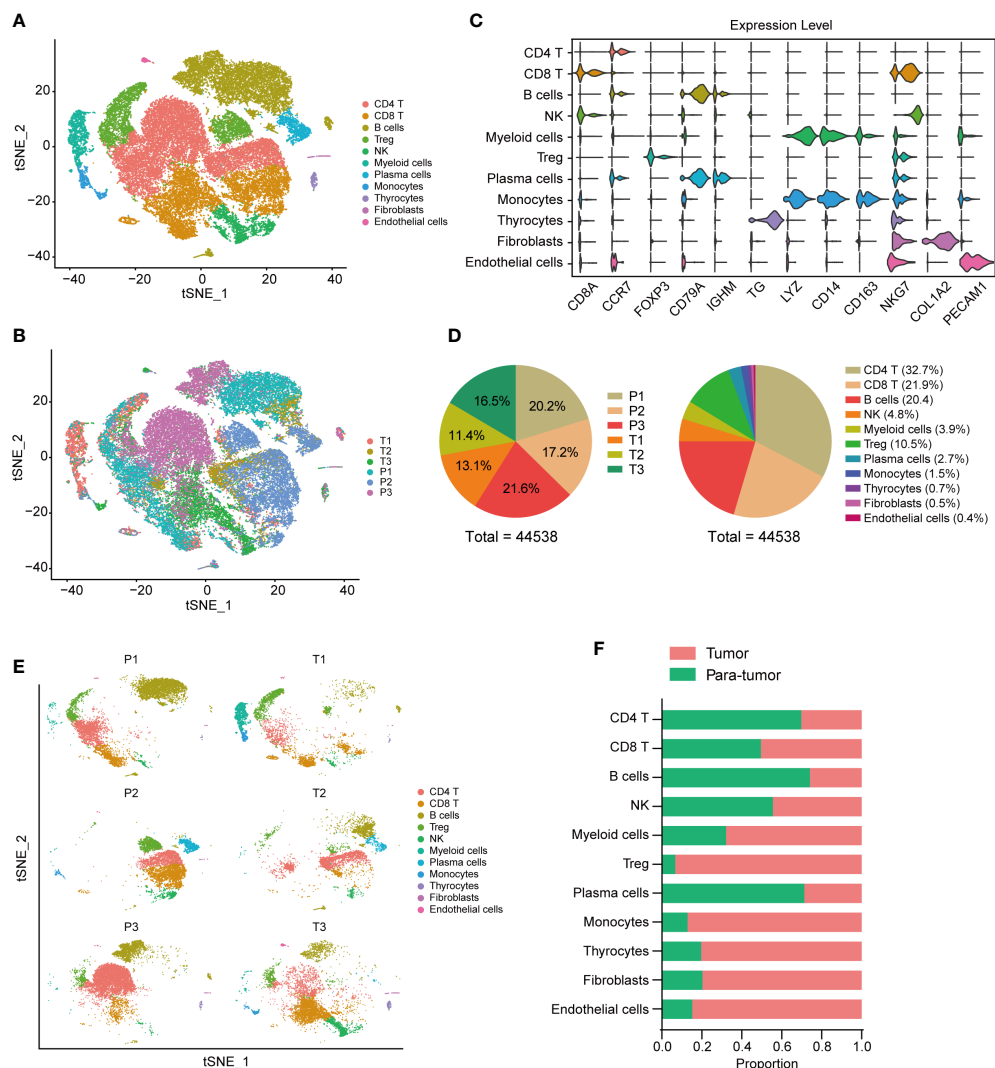 A
tSNE_2
20
0
−20
−40
−40
−20
0
20
40
tSNE_1
CD4 T
CD8 T
B cells
Treg
NK
Myeloid cells
Plasma cells
Monocytes
Thyrocytes
Fibroblasts
Endothelial cells
C
Expression Level
CD4 T
CD8 T
B cells
NK
Myeloid cells
Treg
Plasma cells
Monocytes
Thyrocytes
Fibroblasts
Endothelial cells
CD8A
CCR7
FOXP3
CD79A
IGHM
TG
LYZ
CD14
CD163
NKG7
COL1A2
PECAM1
B
tSNE_2
20
0
−20
−40
−40
−20
0
20
40
tSNE_1
T1
T2
T3
P1
P2
P3
D
16.5%
20.2%
11.4%
17.2%
13.1%
21.6%
Total = 44538
P1
P2
P3
T1
T2
T3
Total = 44538
CD4 T (32.7%)
CD8 T (21.9%)
B cells (20.4)
NK (4.8%)
Myeloid cells (3.9%)
Treg (10.5%)
Plasma cells (2.7%)
Monocytes (1.5%)
Thyrocytes (0.7%)
Fibroblasts (0.5%)
Endothelial cells (0.4%)
E
P1
T1
P2
T2
P3
T3
tSNE_2
tSNE_1
CD4 T
CD8 T
B cells
Treg
NK
Myeloid cells
Plasma cells
Monocytes
Thyrocytes
Fibroblasts
Endothelial cells
F
Tumor
Para-tumor
CD4 T
CD8 T
B cells
NK
Myeloid cells
Treg
Plasma cells
Monocytes
Thyrocytes
Fibroblasts
Endothelial cells
0.0
0.2
0.4
0.6
0.8
1.0
Proportion